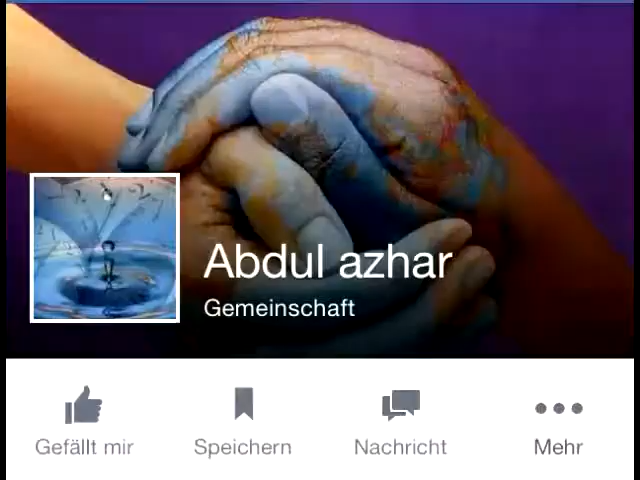 Abdul azhar
Gemeinschaft
Gefällt mir
Speichern
Nachricht
Mehr